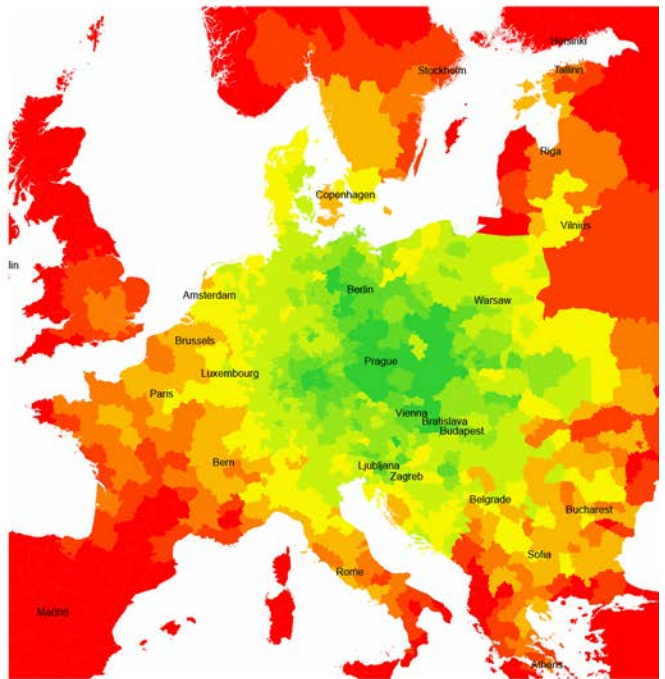 Helsinki
Stockholm
Tallinn
Riga
Copenhagen
Vilnius
lin
Amsterdam
Berlin
Warsaw
Brussels
Prague
Luxembourg
Paris
Vienna
Bratislava
Budapest
Bern
Ljubljana
Zagreb
Belgrade
Bucharest
Sofia
Rome
Madrid
Athens